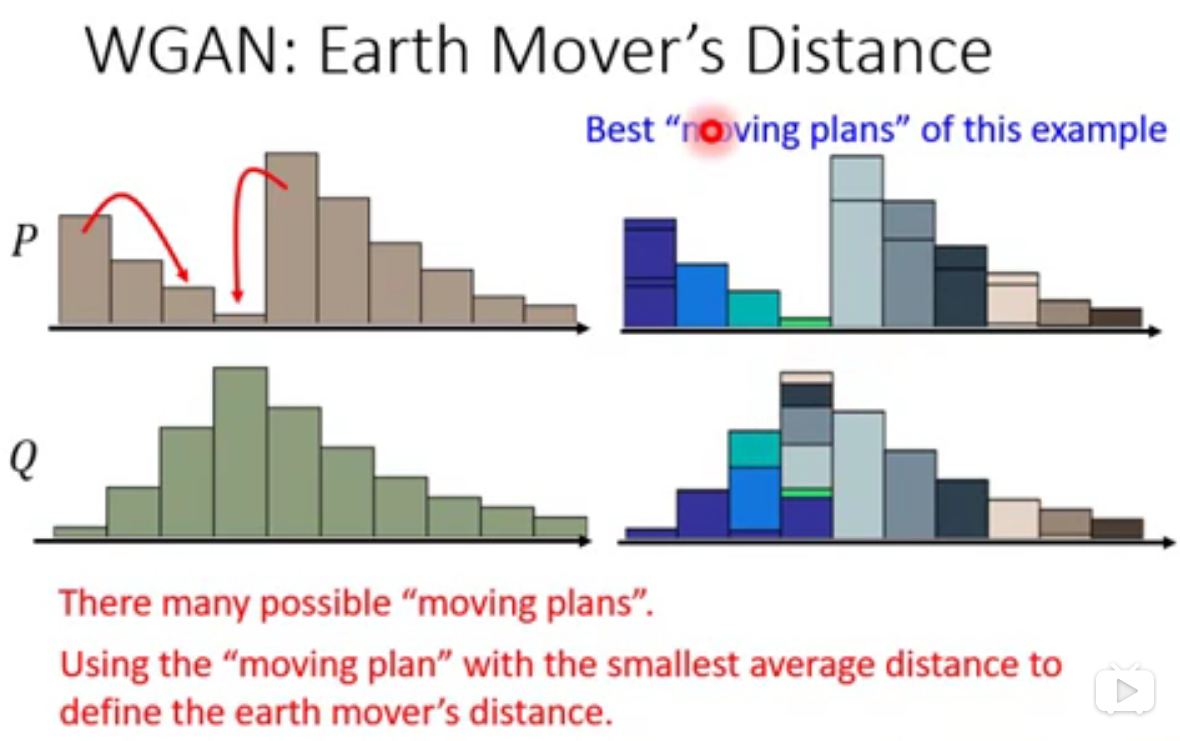 WGAN: Earth Mover's Distance
Best “moving plans” of this example
P
Q
There many possible “moving plans”.
Using the “moving plan” with the smallest average distance to
define the earth mover's distance.